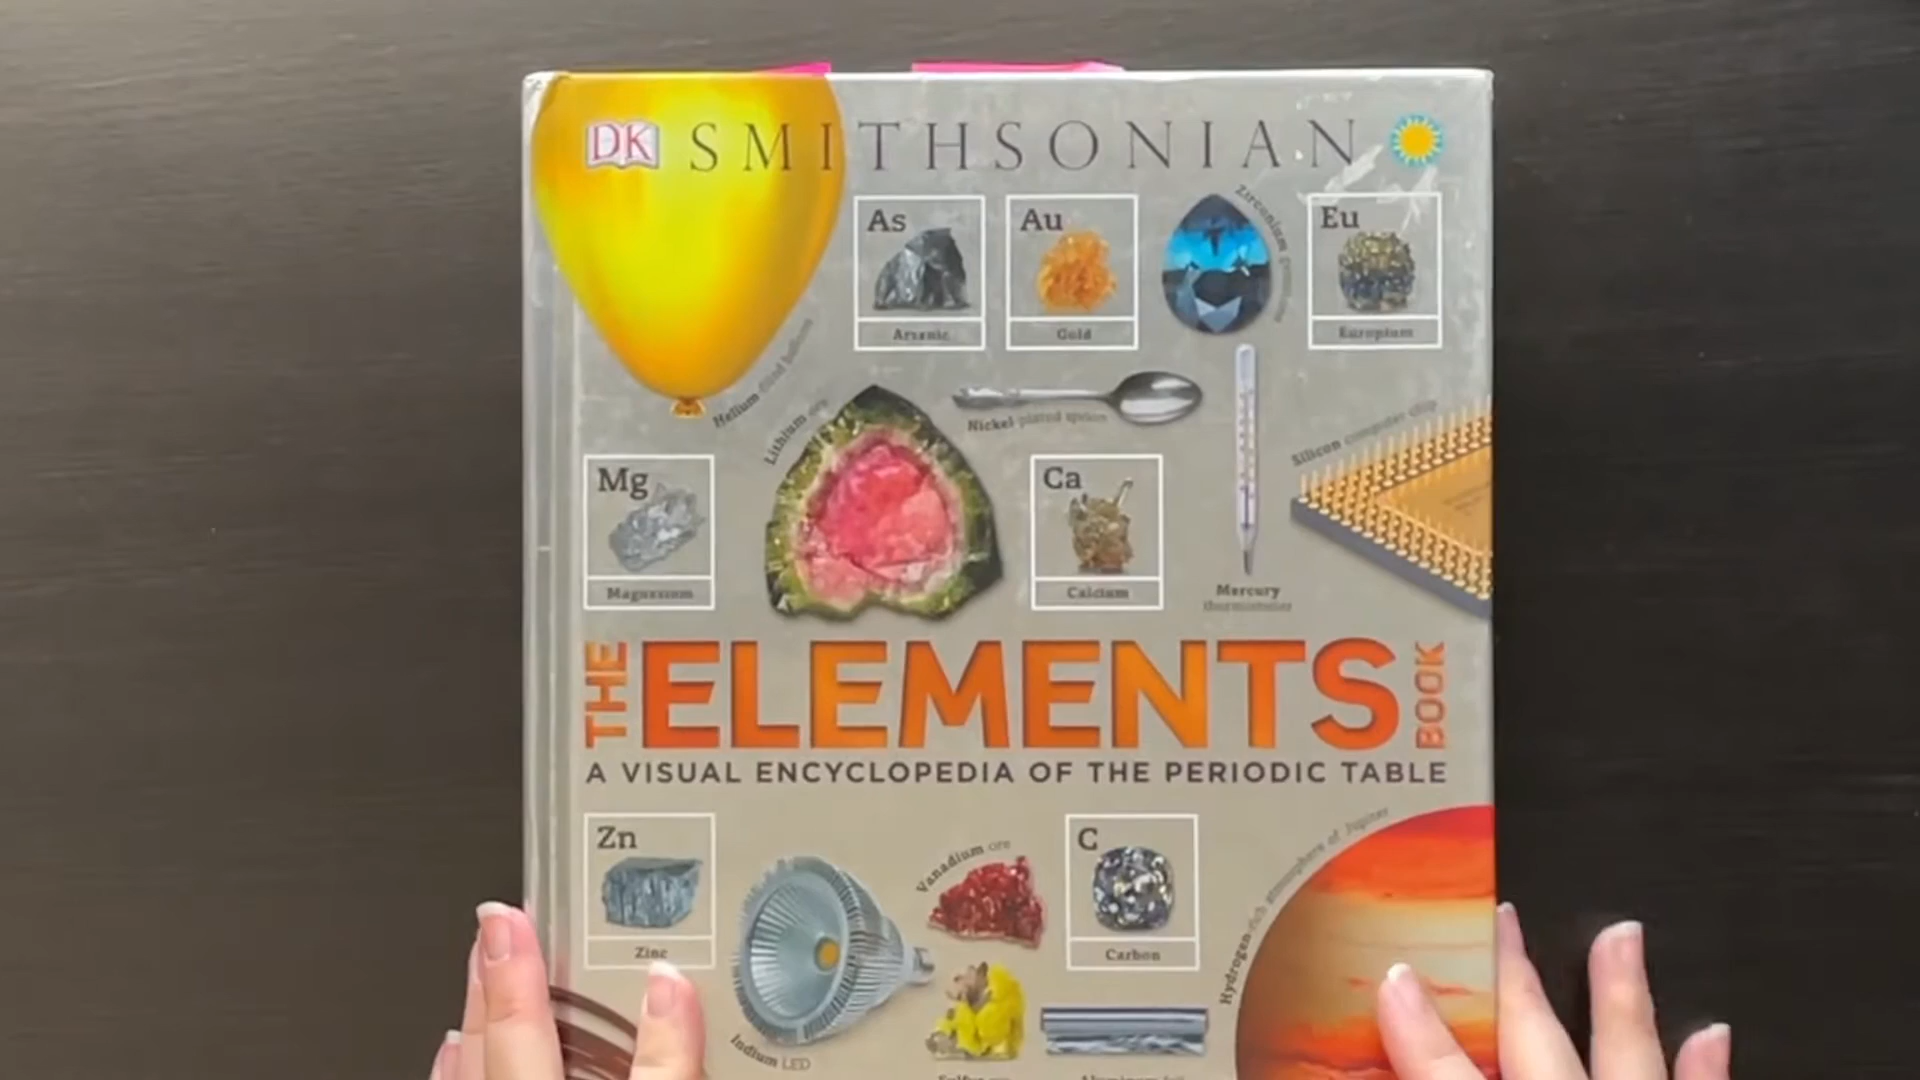 DK SMITHSONIAN
As
Arsenic
Au
Gold
Zirconium
Eu
Europium
Helium-filled balloon
Lithium ore
Nickel-plated spoon
Silicon computer chip
Mg
Magnesium
Ca
Calcium
Mercury
thermometer
THE ELEMENTS BOOK
A VISUAL ENCYCLOPEDIA OF THE PERIODIC TABLE
Zn
Zinc
Vanadium ore
C
Carbon
Hydrogen-rich atmosphere of Jupiter
Indium LED